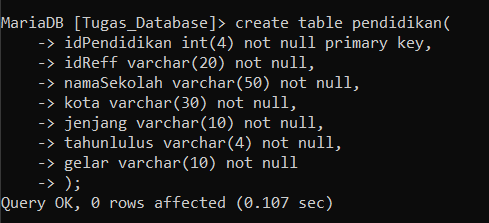 MariaDB [Tugas_Database]> create table pendidikan(
    -> idPendidikan int(4) not null primary key,
    -> idReff varchar(20) not null,
    -> namaSekolah varchar(50) not null,
    -> kota varchar(30) not null,
    -> jenjang varchar(10) not null,
    -> tahunlulus varchar(4) not null,
    -> gelar varchar(10) not null
    -> );
Query OK, 0 rows affected (0.107 sec)